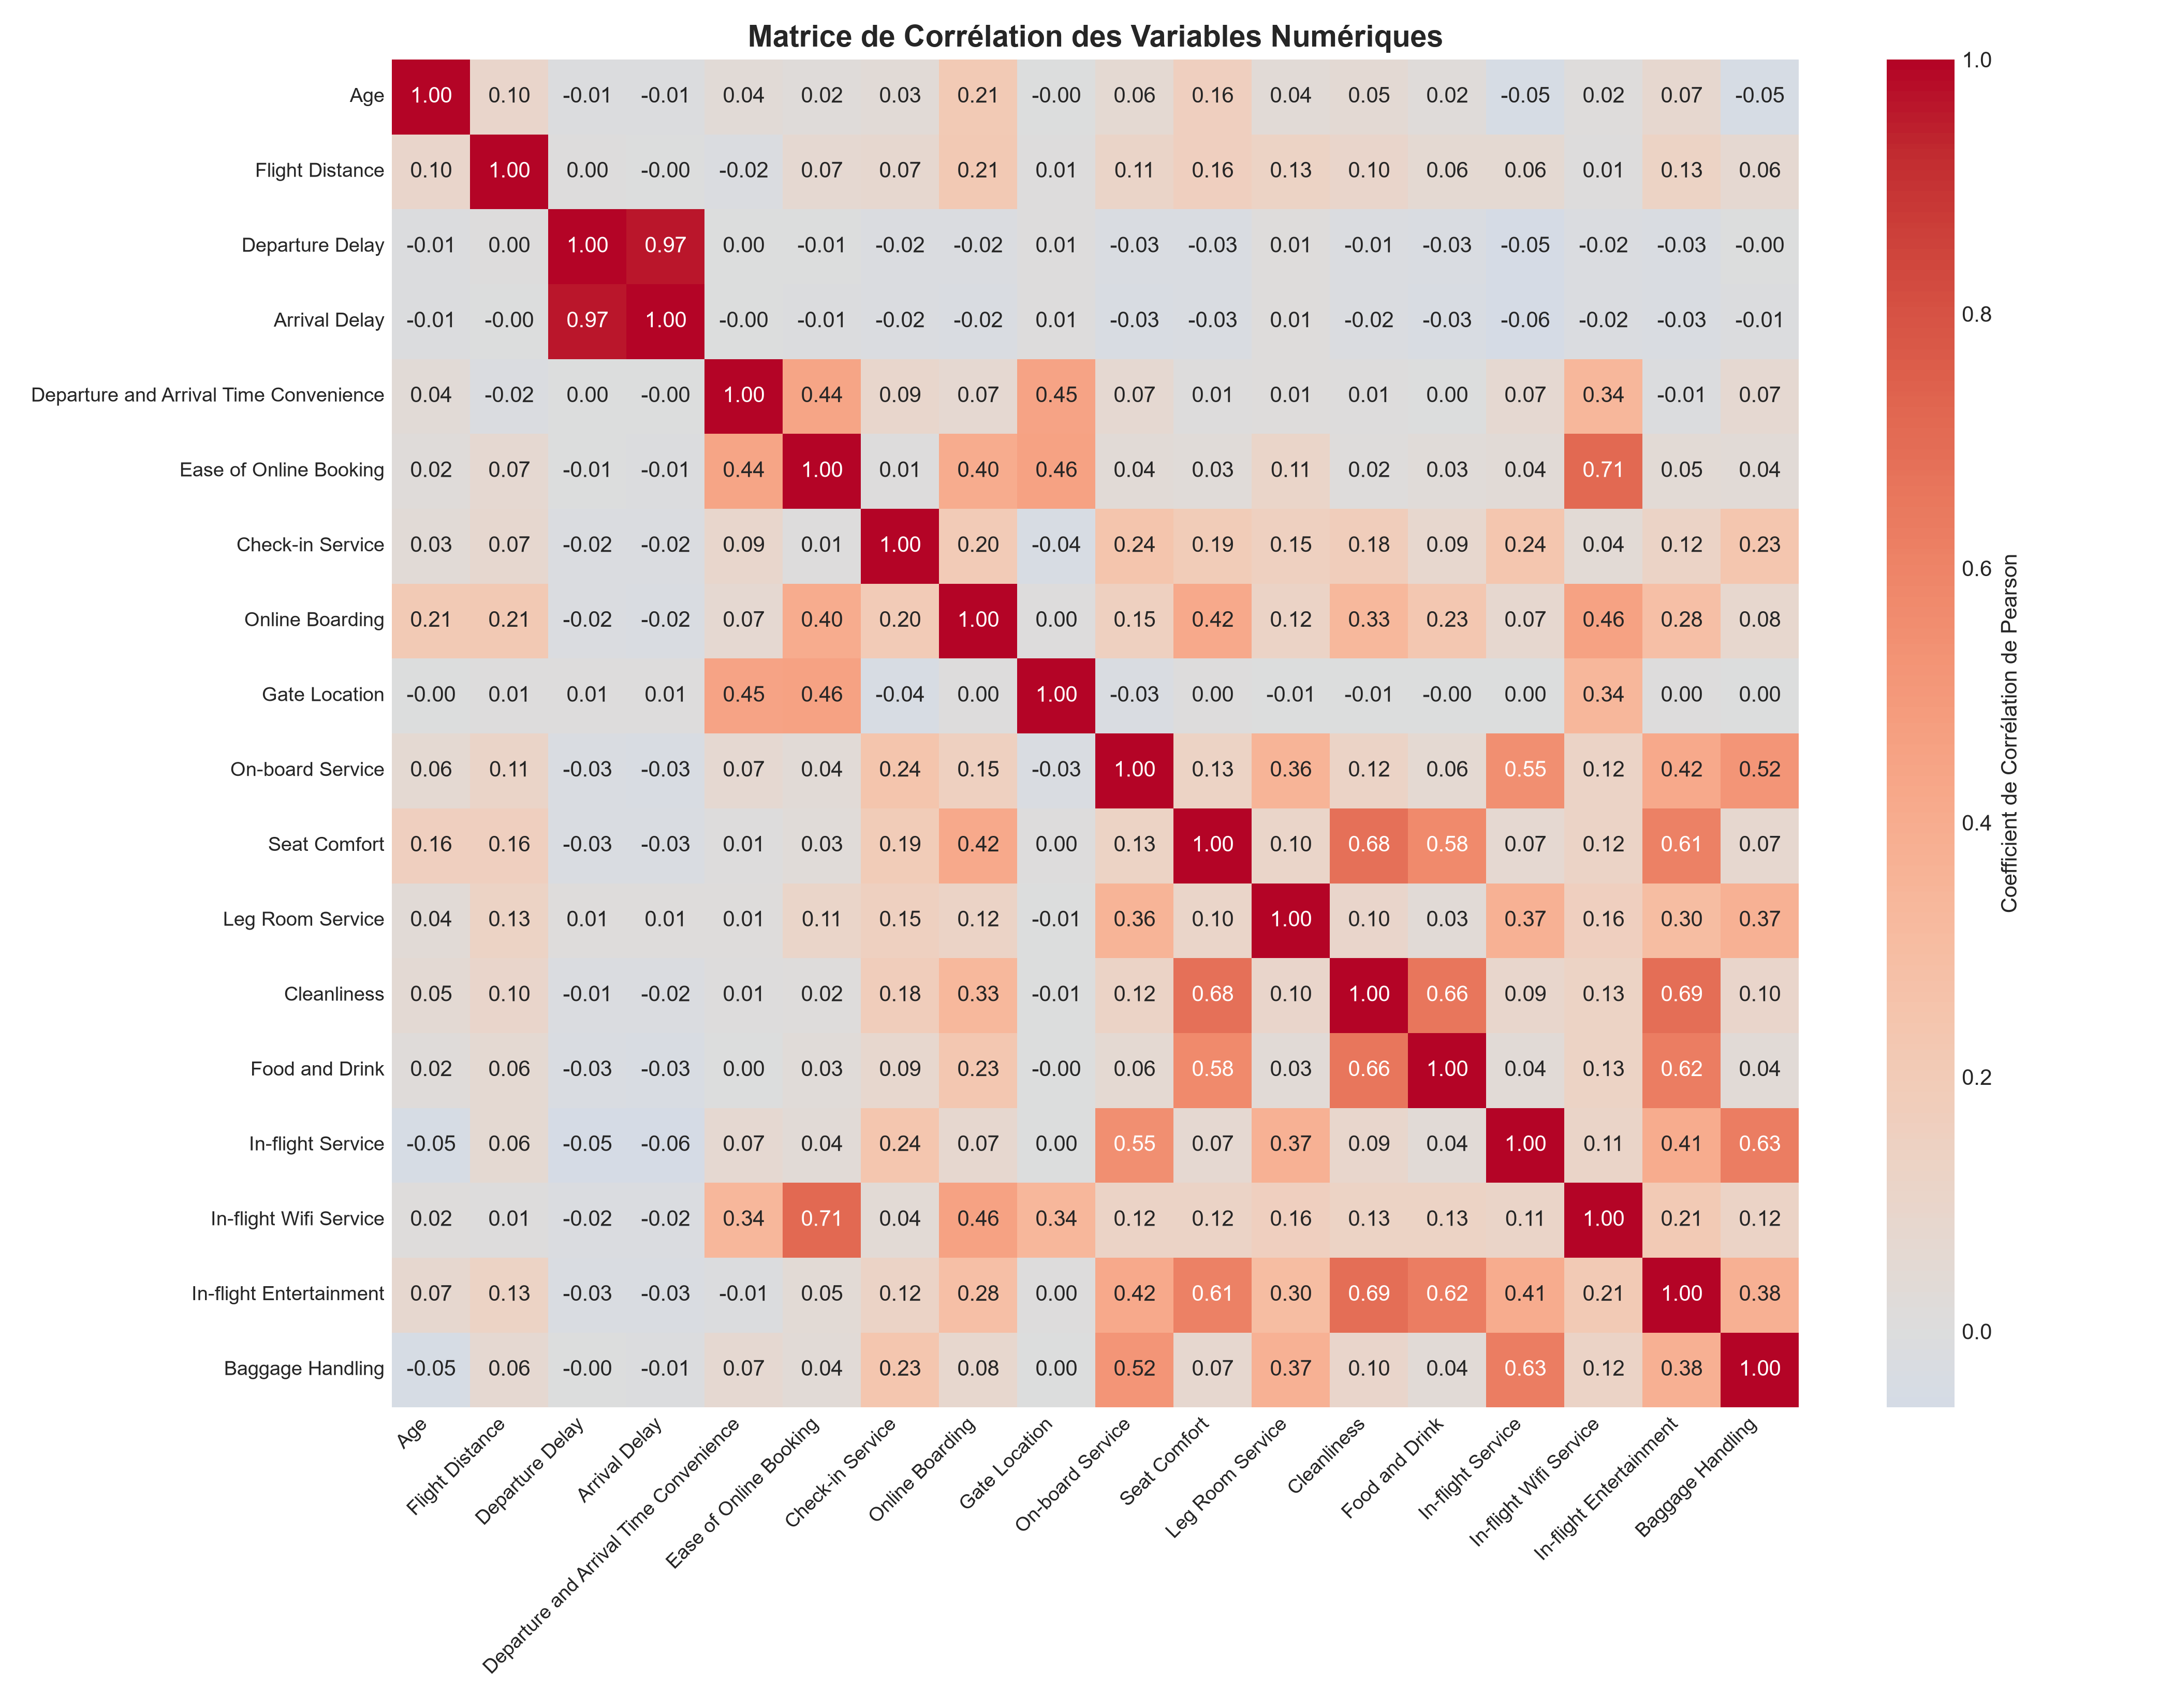 Matrice de Corrélation des Variables Numériques
Age 1.00 0.10 -0.01 -0.01 0.04 0.02 0.03 0.21 -0.00 0.06 0.16 0.04 0.05 0.02 -0.05 0.02 0.07 -0.05
Flight Distance 0.10 1.00 0.00 -0.00 -0.02 0.07 0.07 0.21 0.01 0.11 0.16 0.13 0.10 0.06 0.06 0.01 0.13 0.06
Departure Delay -0.01 0.00 1.00 0.97 0.00 -0.01 -0.02 -0.02 0.01 -0.03 -0.03 0.01 -0.01 -0.03 -0.05 -0.02 -0.03 -0.00
Arrival Delay -0.01 -0.00 0.97 1.00 -0.00 -0.01 -0.02 -0.02 0.01 -0.03 -0.03 0.01 -0.02 -0.03 -0.06 -0.02 -0.03 -0.01
Departure and Arrival Time Convenience 0.04 -0.02 0.00 -0.00 1.00 0.44 0.09 0.07 0.45 0.07 0.01 0.01 0.01 0.00 0.07 0.34 -0.01 0.07
Ease of Online Booking 0.02 0.07 -0.01 -0.01 0.44 1.00 0.01 0.40 0.46 0.04 0.03 0.11 0.02 0.03 0.04 0.71 0.05 0.04
Check-in Service 0.03 0.07 -0.02 -0.02 0.09 0.01 1.00 0.20 -0.04 0.24 0.19 0.15 0.18 0.09 0.24 0.04 0.12 0.23
Online Boarding 0.21 0.21 -0.02 -0.02 0.07 0.40 0.20 1.00 0.00 0.15 0.42 0.12 0.33 0.23 0.07 0.46 0.28 0.08
Gate Location -0.00 0.01 0.01 0.01 0.45 0.46 -0.04 0.00 1.00 -0.03 0.00 -0.01 -0.01 -0.00 0.00 0.34 0.00 0.00
On-board Service 0.06 0.11 -0.03 -0.03 0.07 0.04 0.24 0.15 -0.03 1.00 0.13 0.36 0.12 0.06 0.55 0.12 0.42 0.52
Seat Comfort 0.16 0.16 -0.03 -0.03 0.01 0.03 0.19 0.42 0.00 0.13 1.00 0.10 0.68 0.58 0.07 0.12 0.61 0.07
Leg Room Service 0.04 0.13 0.01 0.01 0.01 0.11 0.15 0.12 -0.01 0.36 0.10 1.00 0.10 0.03 0.37 0.16 0.30 0.37
Cleanliness 0.05 0.10 -0.01 -0.02 0.01 0.02 0.18 0.33 -0.01 0.12 0.68 0.10 1.00 0.66 0.09 0.13 0.69 0.10
Food and Drink 0.02 0.06 -0.03 -0.03 0.00 0.03 0.09 0.23 -0.00 0.06 0.58 0.03 0.66 1.00 0.04 0.13 0.62 0.04
In-flight Service -0.05 0.06 -0.05 -0.06 0.07 0.04 0.24 0.07 0.00 0.55 0.07 0.37 0.09 0.04 1.00 0.11 0.41 0.63
In-flight Wifi Service 0.02 0.01 -0.02 -0.02 0.34 0.71 0.04 0.46 0.34 0.12 0.12 0.16 0.13 0.13 0.11 1.00 0.21 0.12
In-flight Entertainment 0.07 0.13 -0.03 -0.03 -0.01 0.05 0.12 0.28 0.00 0.42 0.61 0.30 0.69 0.62 0.41 0.21 1.00 0.38
Baggage Handling -0.05 0.06 -0.00 -0.01 0.07 0.04 0.23 0.08 0.00 0.52 0.07 0.37 0.10 0.04 0.63 0.12 0.38 1.00
Age
Flight Distance
Departure Delay
Arrival Delay
Departure and Arrival Time Convenience
Ease of Online Booking
Check-in Service
Online Boarding
Gate Location
On-board Service
Seat Comfort
Leg Room Service
Cleanliness
Food and Drink
In-flight Service
In-flight Wifi Service
In-flight Entertainment
Baggage Handling
1.0
0.8
0.6
0.4
0.2
0.0
Coefficient de Corrélation de Pearson